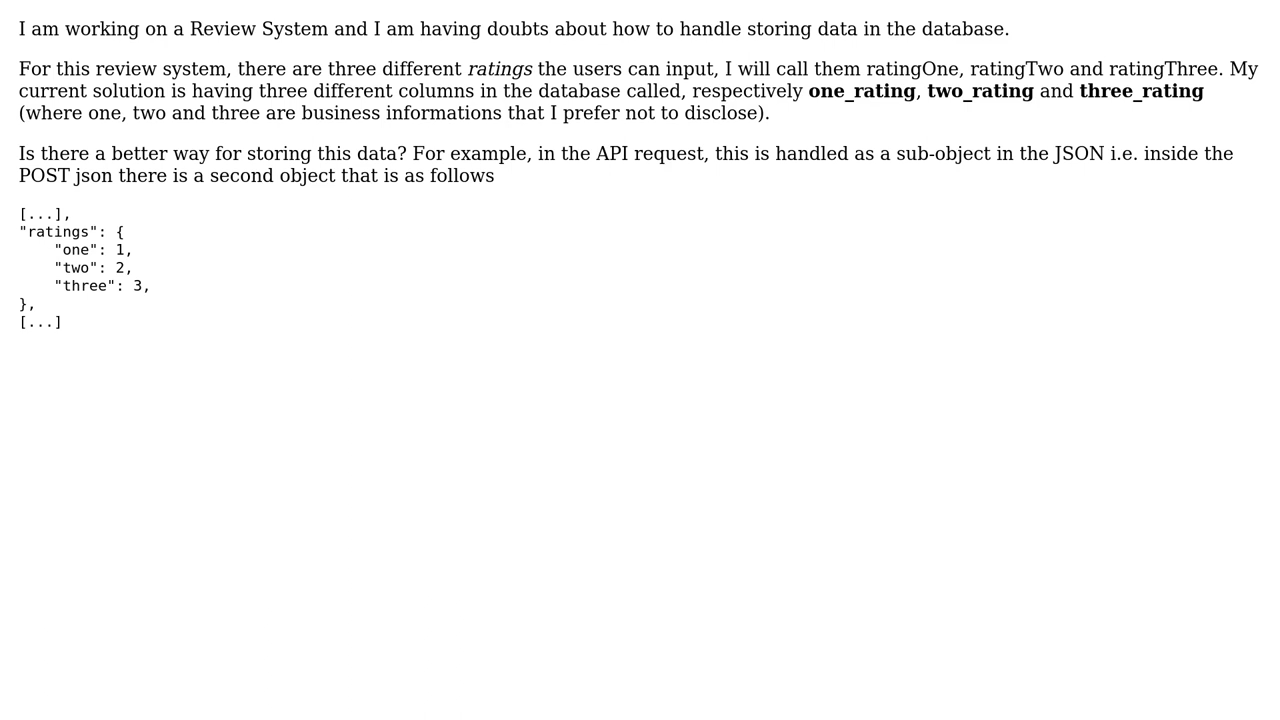 I am working on a Review System and I am having doubts about how to handle storing data in the database.
For this review system, there are three different ratings the users can input, I will call them ratingOne, ratingTwo and ratingThree. My
current solution is having three different columns in the database called, respectively one_rating, two_rating and three_rating
(where one, two and three are business informations that I prefer not to disclose).
Is there a better way for storing this data? For example, in the API request, this is handled as a sub-object in the JSON i.e. inside the
POST json there is a second object that is as follows
[...],
"ratings": {
    "one": 1,
    "two": 2,
    "three": 3,
},
[...]